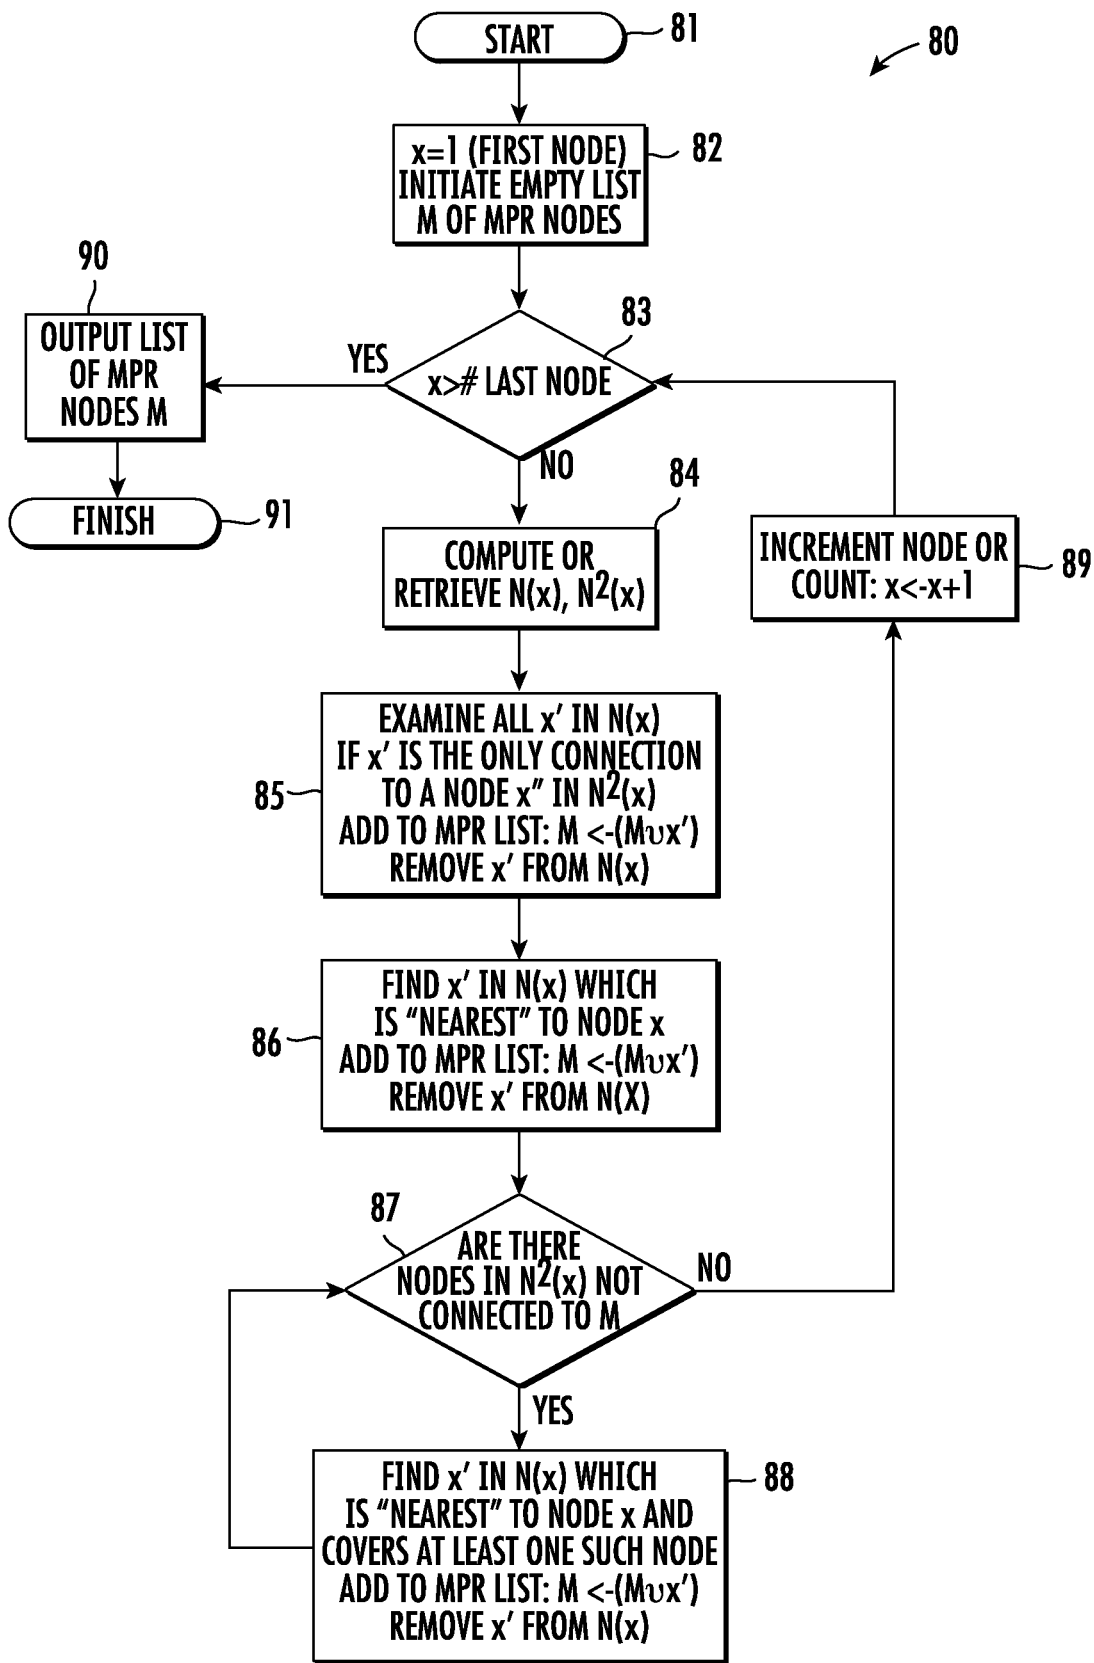 START
81
80
x=1 (FIRST NODE)
INITIATE EMPTY LIST
M OF MPR NODES
82
90
OUTPUT LIST
OF MPR
NODES M
YES
83
x># LAST NODE
NO
FINISH
91
84
COMPUTE OR
RETRIEVE N(x), N²(x)
INCREMENT NODE OR
COUNT: x<-x+1
89
EXAMINE ALL x′ IN N(x)
IF x′ IS THE ONLY CONNECTION
TO A NODE x″ IN N²(x)
ADD TO MPR LIST: M <-(M∪x′)
REMOVE x′ FROM N(x)
85
FIND x′ IN N(x) WHICH
IS “NEAREST” TO NODE x
ADD TO MPR LIST: M <-(M∪x′)
REMOVE x′ FROM N(X)
86
87
ARE THERE
NODES IN N²(x) NOT
CONNECTED TO M
NO
YES
FIND x′ IN N(x) WHICH
IS “NEAREST” TO NODE x AND
COVERS AT LEAST ONE SUCH NODE
ADD TO MPR LIST: M <-(M∪x′)
REMOVE x′ FROM N(x)
88